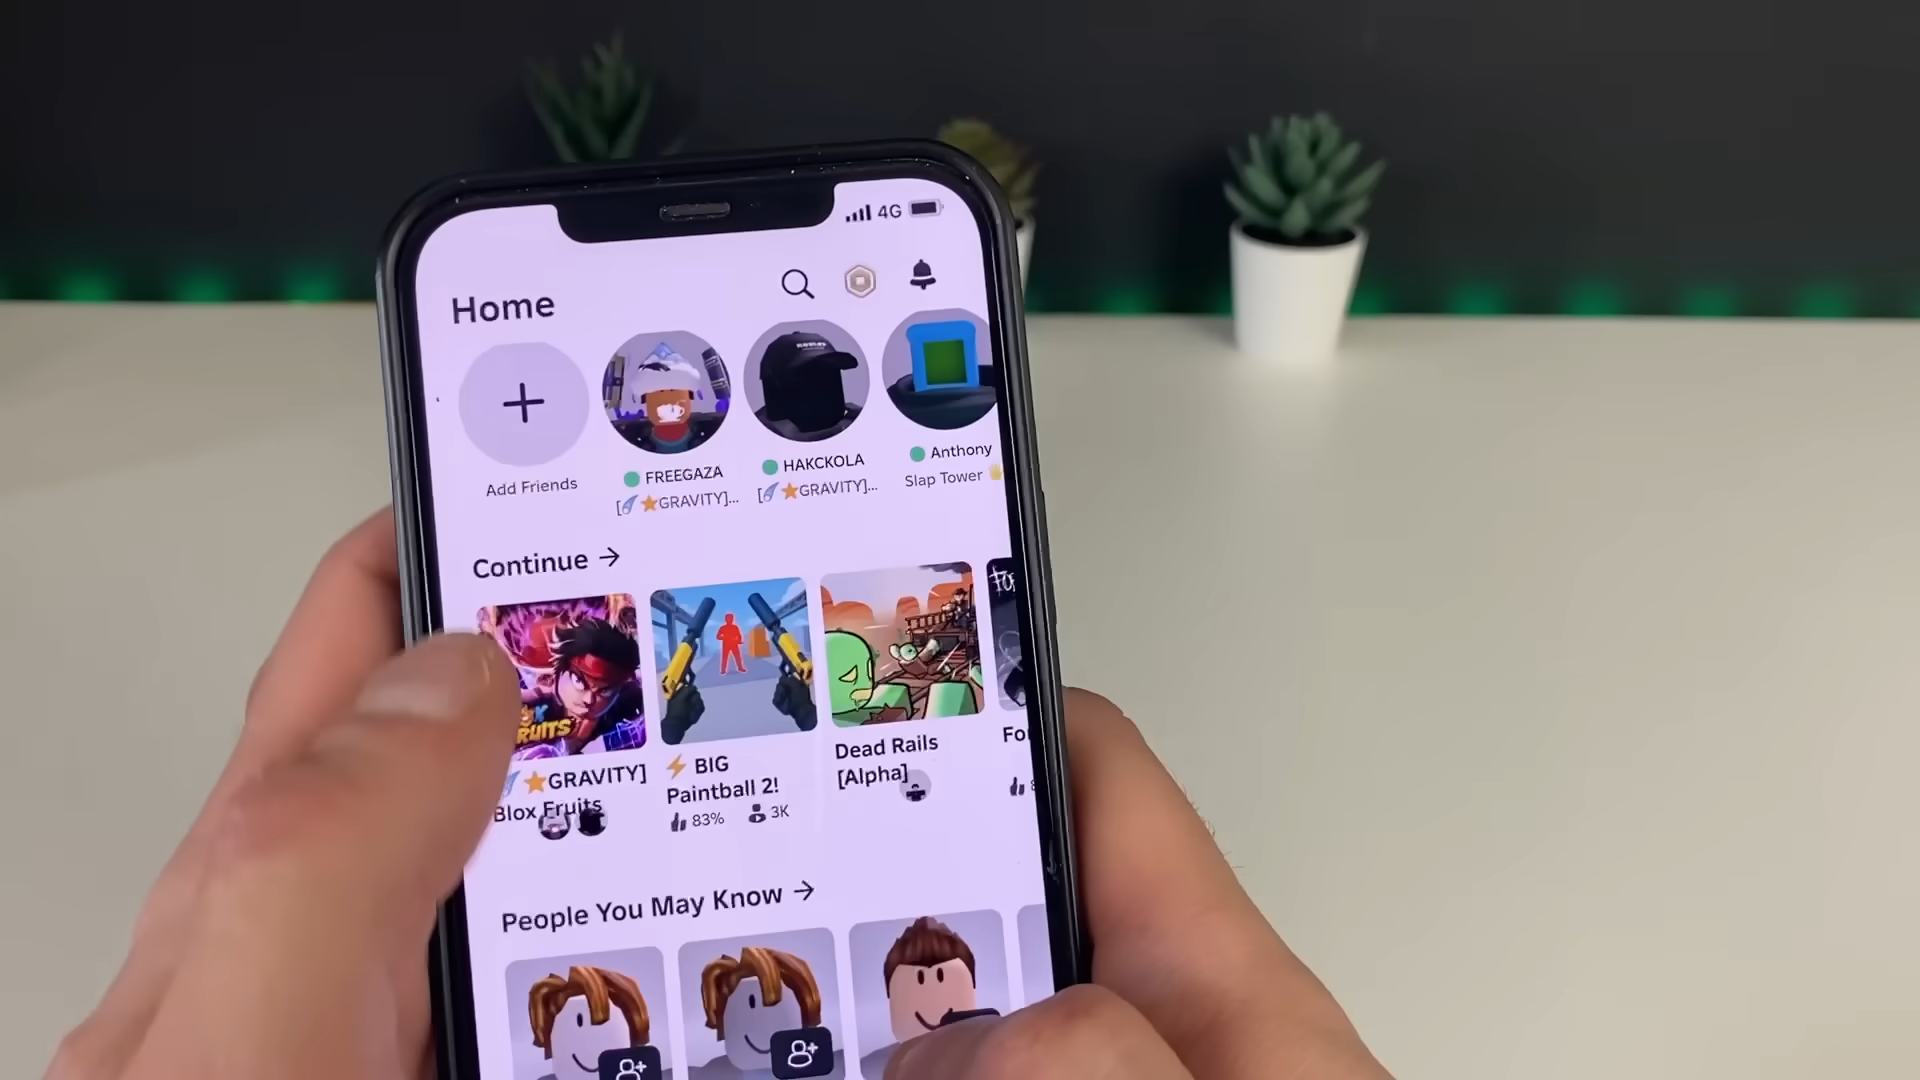 4G
Home
Add Friends
FREEGAZA
[GRAVITY]...
HAKCKOLA
[GRAVITY]...
Anthony
Slap Tower
Continue →
RUITS
GRAVITY]
Blox Fruits
BIG
Paintball 2!
83% 3K
Dead Rails
[Alpha]
People You May Know →